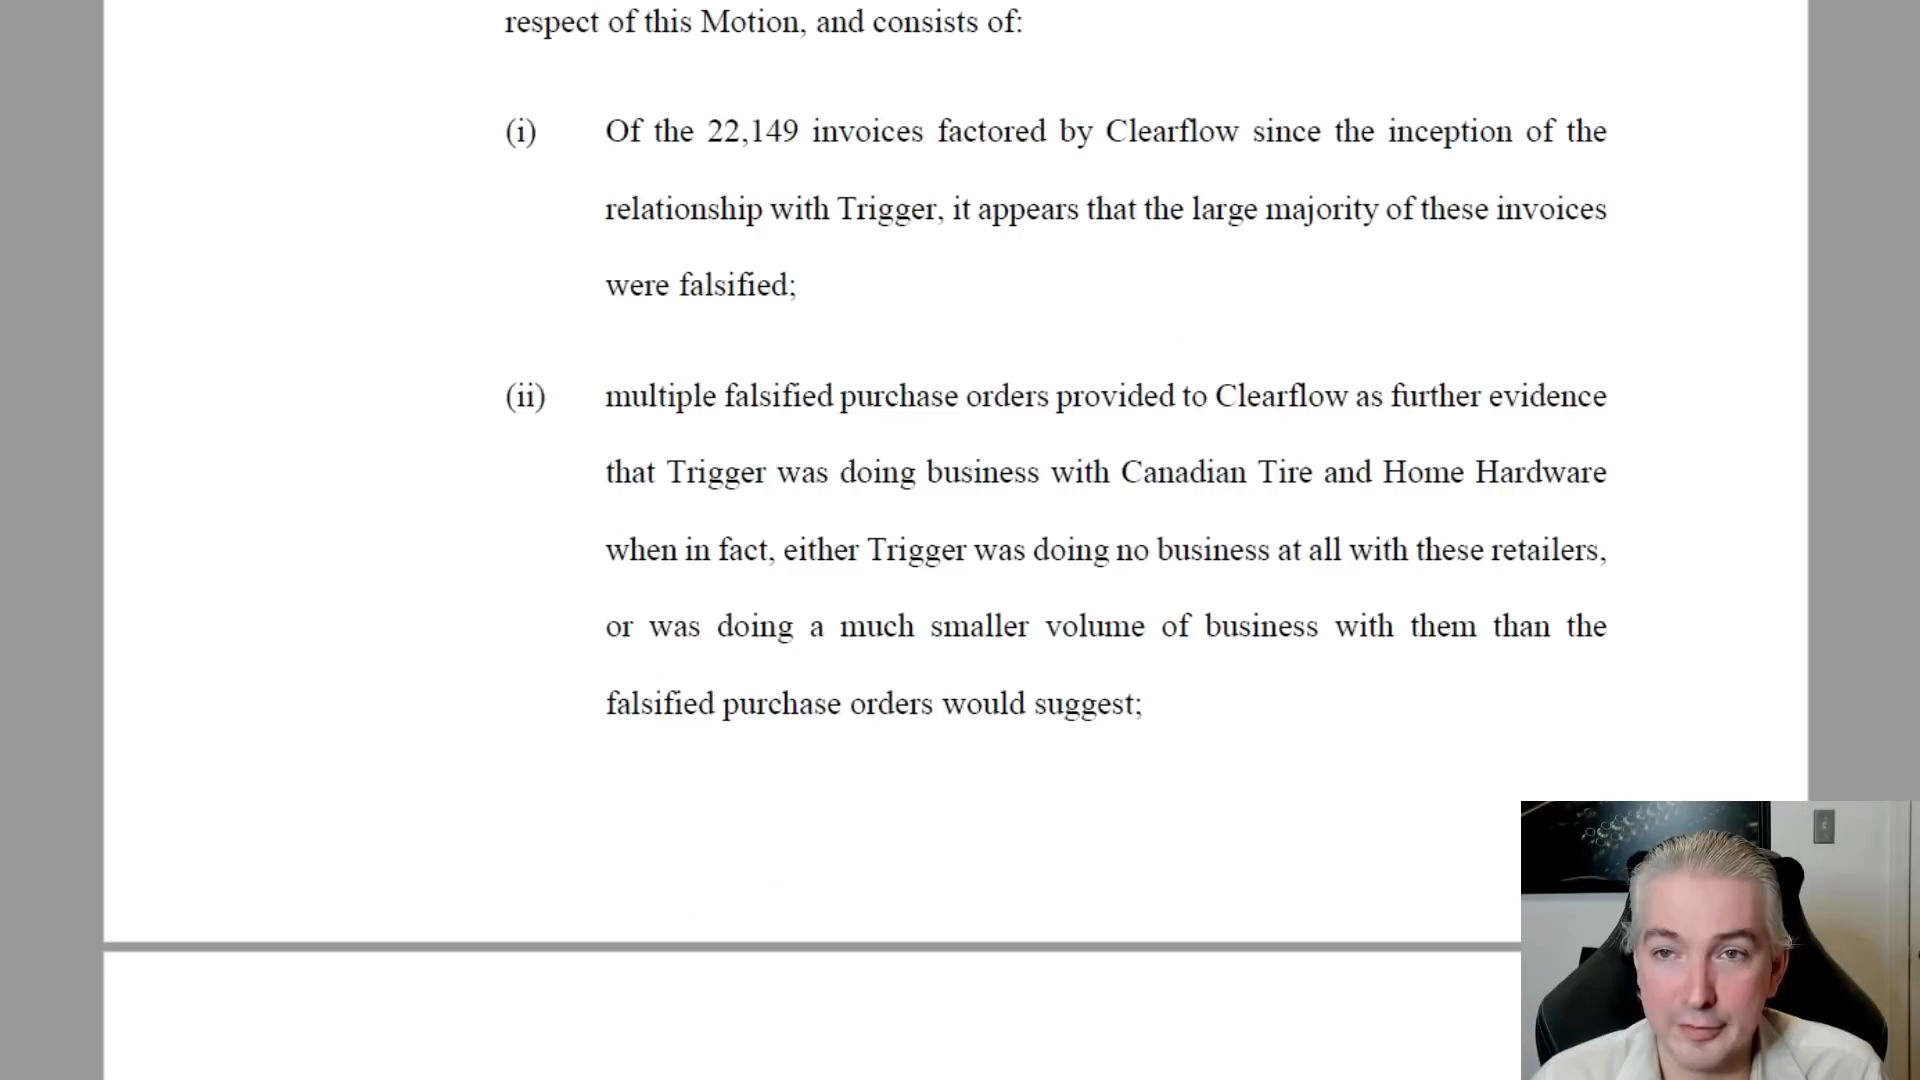 respect of this Motion, and consists of:
(i) Of the 22,149 invoices factored by Clearflow since the inception of the
relationship with Trigger, it appears that the large majority of these invoices
were falsified;
(ii) multiple falsified purchase orders provided to Clearflow as further evidence
that Trigger was doing business with Canadian Tire and Home Hardware
when in fact, either Trigger was doing no business at all with these retailers,
or was doing a much smaller volume of business with them than the
falsified purchase orders would suggest;